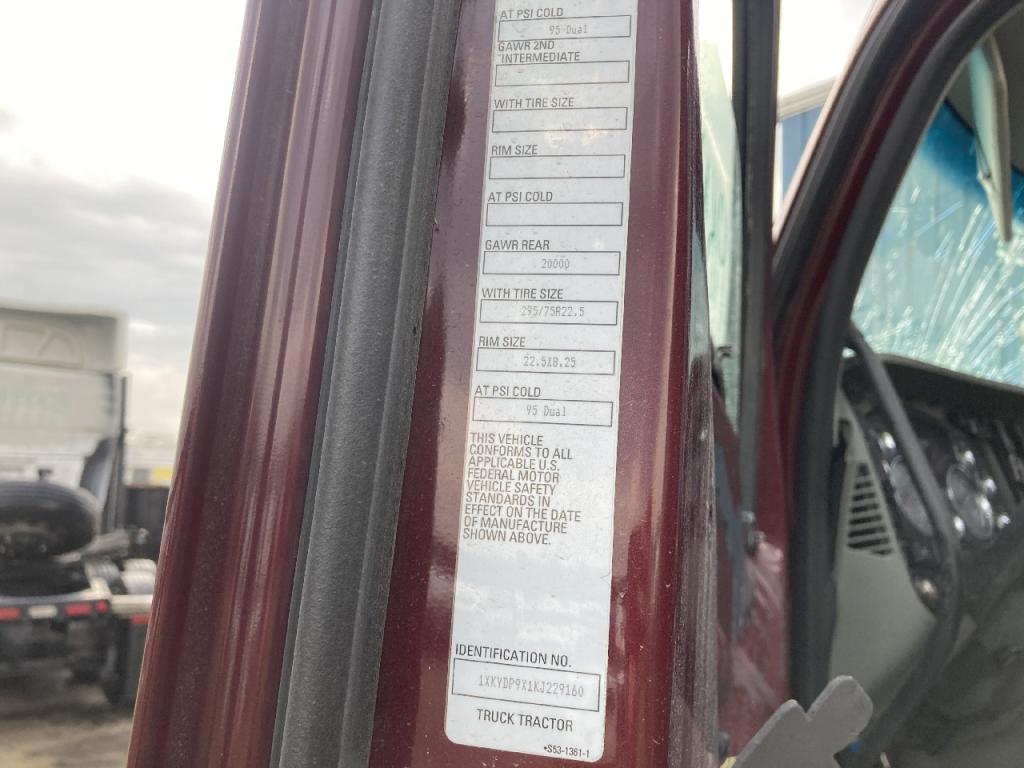 AT PSI COLD
95 Dual
GAWR 2ND
INTERMEDIATE
WITH TIRE SIZE
RIM SIZE
AT PSI COLD
GAWR REAR
20000
WITH TIRE SIZE
295/75R22.5
RIM SIZE
22.5X8.25
AT PSI COLD
95 Dual
THIS VEHICLE
CONFORMS TO ALL
APPLICABLE U.S.
FEDERAL MOTOR
VEHICLE SAFETY
STANDARDS IN
EFFECT ON THE DATE
OF MANUFACTURE
SHOWN ABOVE.
IDENTIFICATION NO.
1XKYDP9X1KJ229160
TRUCK TRACTOR
*S53-1361-1